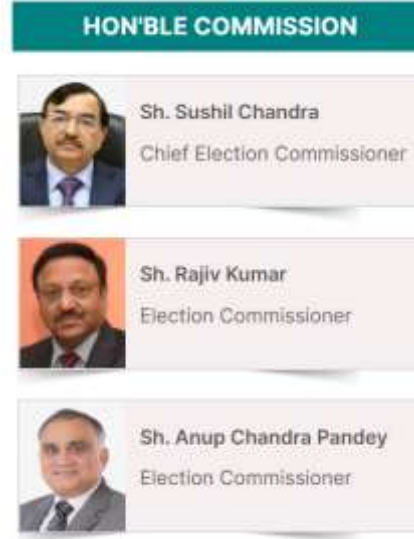 HON'BLE COMMISSION
Sh. Sushil Chandra
Chief Election Commissioner
Sh. Rajiv Kumar
Election Commissioner
Sh. Anup Chandra Pandey
Election Commissioner